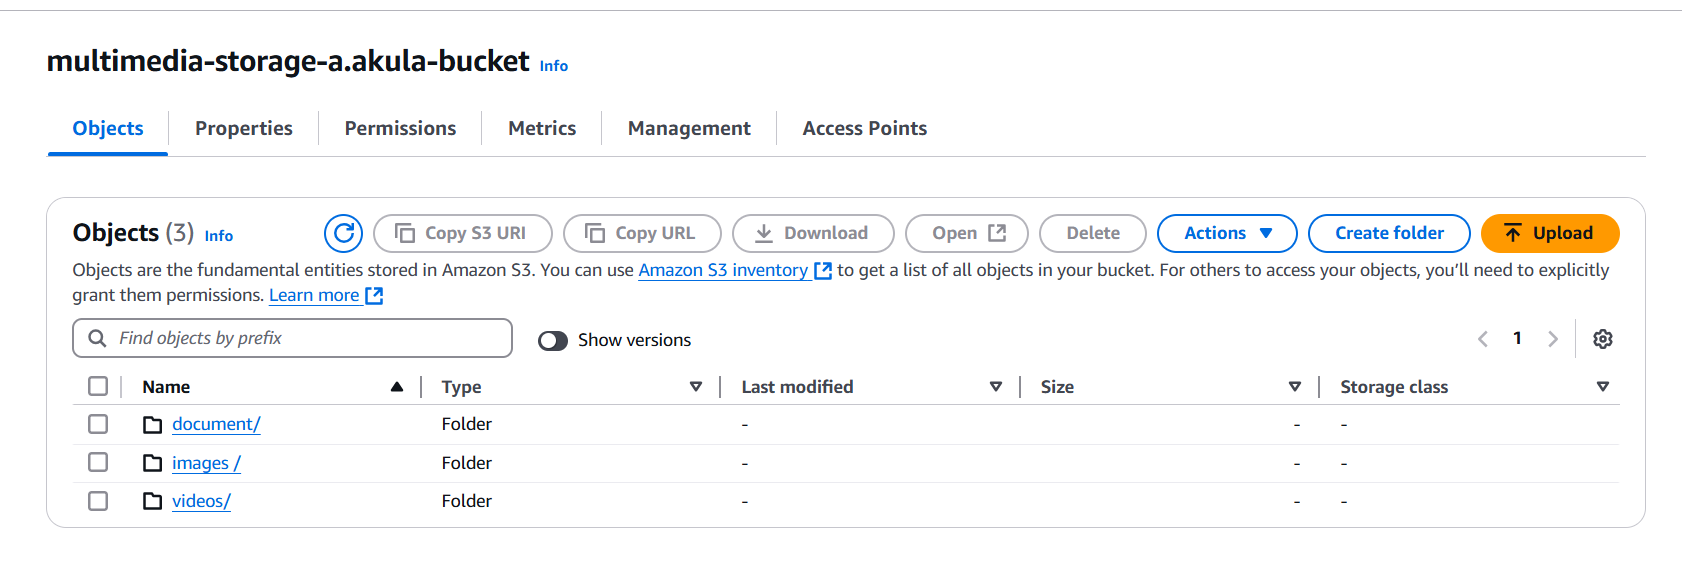 multimedia-storage-a.akula-bucket Info
Objects Properties Permissions Metrics Management Access Points
Objects (3) Info Copy S3 URI Copy URL Download Open Delete Actions Create folder Upload
Objects are the fundamental entities stored in Amazon S3. You can use Amazon S3 inventory to get a list of all objects in your bucket. For others to access your objects, you'll need to explicitly
grant them permissions. Learn more
Find objects by prefix Show versions 1
Name Type Last modified Size Storage class
document/ Folder - - -
images / Folder - - -
videos/ Folder - - -